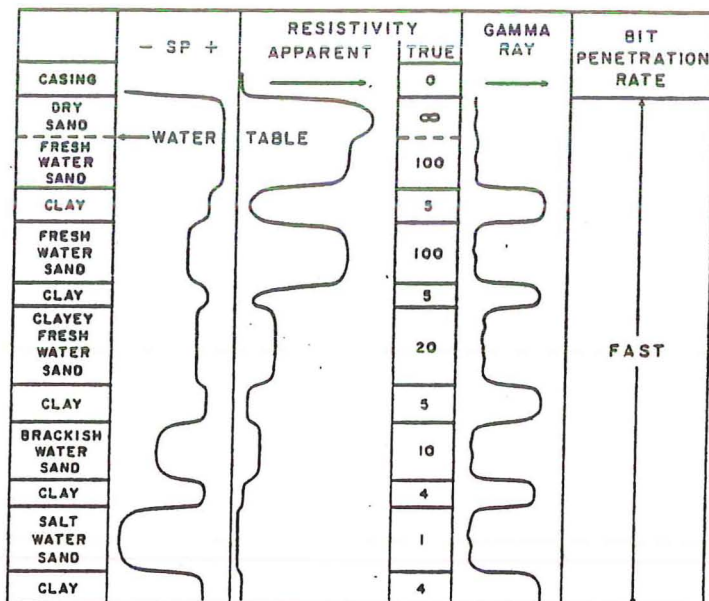 - SP +
RESISTIVITY
APPARENT
TRUE
GAMMA
RAY
BIT
PENETRATION
RATE
CASING
0
DRY
SAND
∞
WATER TABLE
FRESH
WATER
SAND
100
CLAY
5
FRESH
WATER
SAND
100
CLAY
5
CLAYEY
FRESH
WATER
SAND
20
FAST
CLAY
5
BRACKISH
WATER
SAND
10
CLAY
4
SALT
WATER
SAND
1
CLAY
4